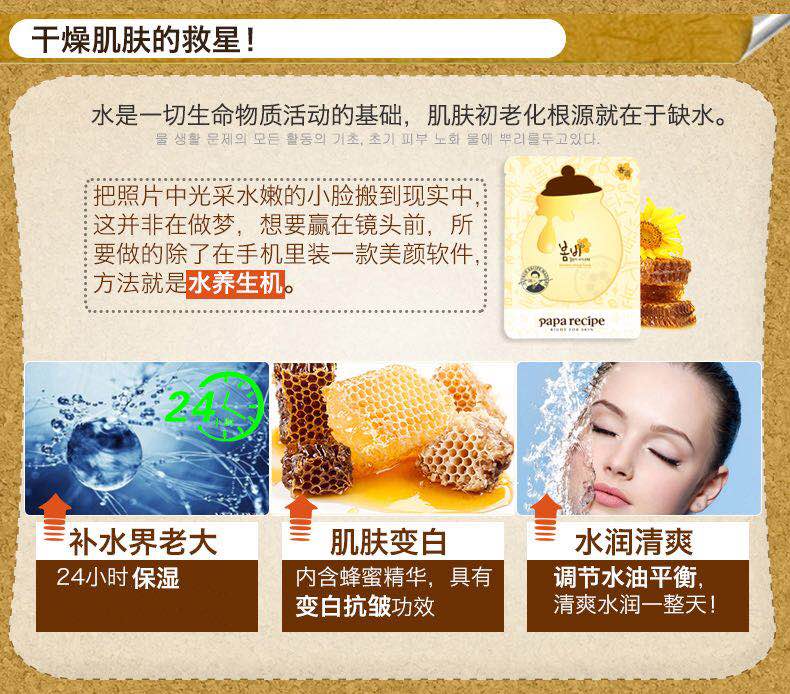 干燥肌肤的救星！
水是一切生命物质活动的基础，肌肤初老化根源就在于缺水。
물 생활 문제의 모든 활동의 기초, 초기 피부 노화 물에 뿌리를두고있다.
把照片中光采水嫩的小脸搬到现实中，
这并非在做梦，想要赢在镜头前，所
要做的除了在手机里装一款美颜软件，
方法就是水养生机。
봄비
papa recipe
RIGHT FOR SKIN
24小时
补水界老大
24小时 保湿
肌肤变白
内含蜂蜜精华，具有
变白抗皱功效
水润清爽
调节水油平衡，
清爽水润一整天！